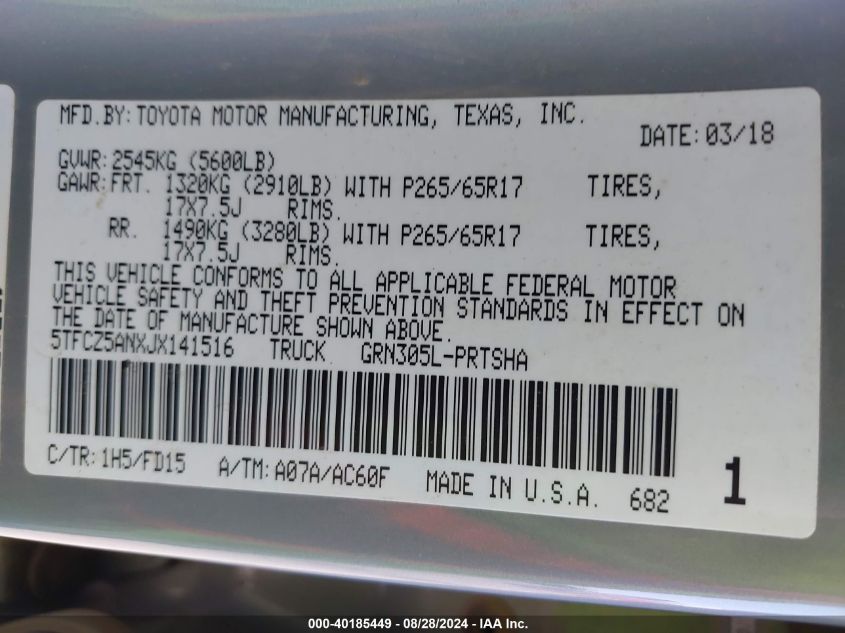 MFD.BY: TOYOTA MOTOR MANUFACTURING, TEXAS, INC.
DATE: 03/18
GVWR: 2545KG (5600LB)
GAWR: FRT. 1320KG (2910LB) WITH P265/65R17 TIRES,
17X7.5J RIMS.
RR. 1490KG (3280LB) WITH P265/65R17 TIRES,
17X7.5J RIMS.
THIS VEHICLE CONFORMS TO ALL APPLICABLE FEDERAL MOTOR
VEHICLE SAFETY AND THEFT PREVENTION STANDARDS IN EFFECT ON
THE DATE OF MANUFACTURE SHOWN ABOVE.
5TFCZ5ANXJX141516 TRUCK GRN305L-PRTSHA
C/TR: 1H5/FD15 A/TM: A07A/AC60F MADE IN U.S.A. 682 1
000-40185449 - 08/28/2024 - IAA Inc.